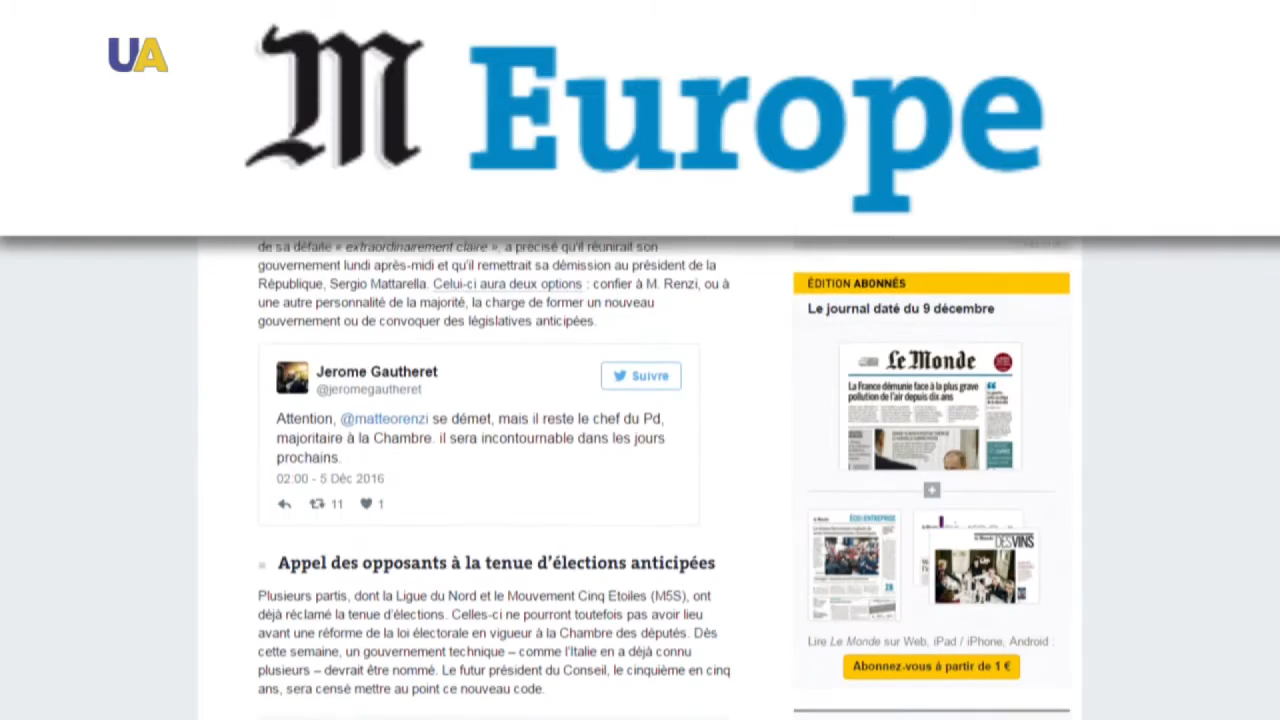 UA
M Europe
de sa défaite « extraordinairement claire », a précisé qu'il réunirait son
gouvernement lundi après-midi et qu'il remettrait sa démission au président de la
République, Sergio Mattarella. Celui-ci aura deux options : confier à M. Renzi, ou à
une autre personnalité de la majorité, la charge de former un nouveau
gouvernement ou de convoquer des législatives anticipées.
Jerome Gautheret
@jeromegautheret
Suivre
Attention, @matteorenzi se démet, mais il reste le chef du Pd,
majoritaire à la Chambre. il sera incontournable dans les jours
prochains.
02:00 - 5 Déc 2016
11 1
Appel des opposants à la tenue d'élections anticipées
Plusieurs partis, dont la Ligue du Nord et le Mouvement Cinq Etoiles (M5S), ont
déjà réclamé la tenue d'élections. Celles-ci ne pourront toutefois pas avoir lieu
avant une réforme de la loi électorale en vigueur à la Chambre des députés. Dès
cette semaine, un gouvernement technique – comme l'Italie en a déjà connu
plusieurs – devrait être nommé. Le futur président du Conseil, le cinquième en cinq
ans, sera censé mettre au point ce nouveau code.
ÉDITION ABONNÉS
Le journal daté du 9 décembre
Le Monde
La France démunie face à la plus grave
pollution de l'air depuis dix ans
ÉCO ENTREPRISE
DESVINS
Lire Le Monde sur Web, iPad / iPhone, Android :
Abonnez-vous à partir de 1 €